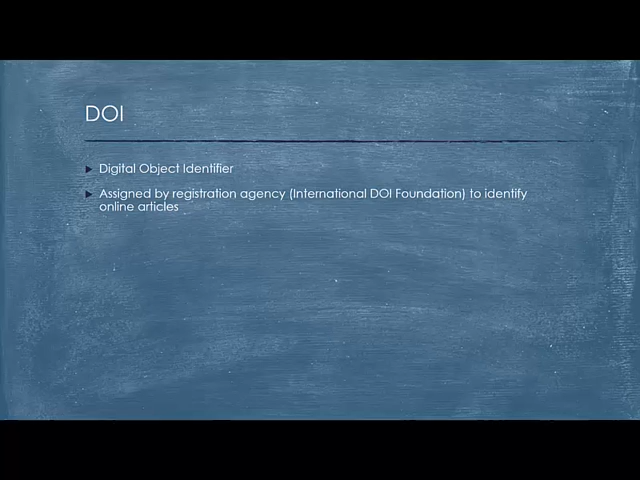 DOI
Digital Object Identifier
Assigned by registration agency (International DOI Foundation) to identify
online articles